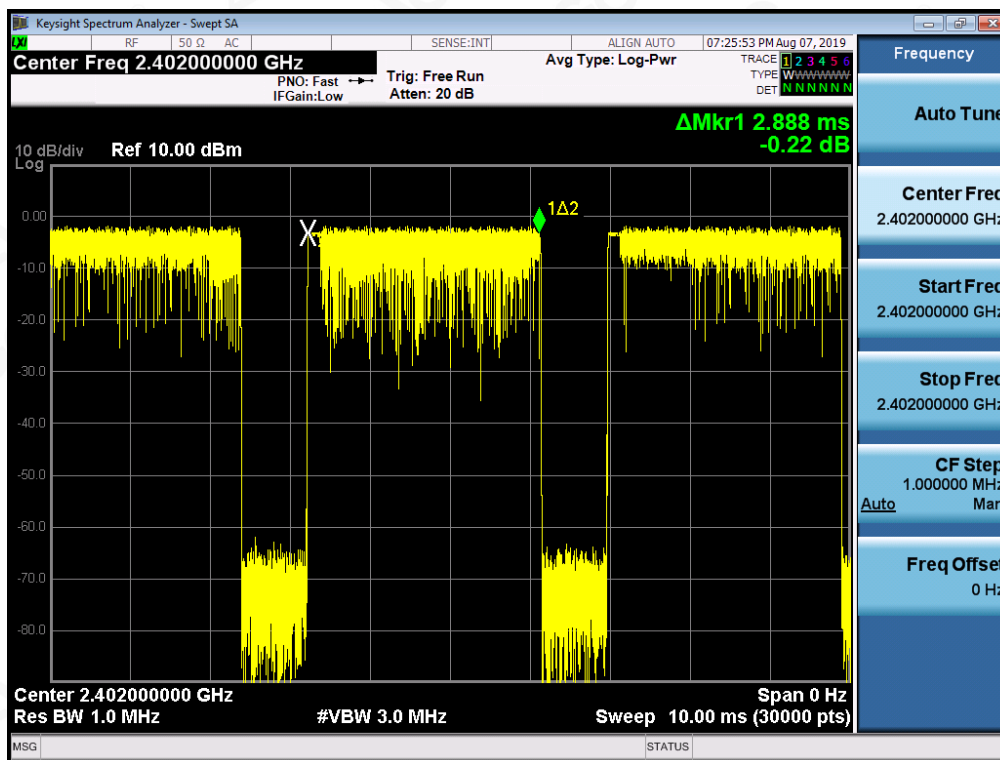 Keysight Spectrum Analyzer - Swept SA
LXI
RF 50 Ω AC SENSE:INT ALIGN AUTO 07:25:53 PM Aug 07, 2019
Center Freq 2.402000000 GHz
PNO: Fast
IFGain:Low
Trig: Free Run
Atten: 20 dB
Avg Type: Log-Pwr
TRACE 1 2 3 4 5 6
TYPE WWWWWW
DET N N N N N N
ΔMkr1 2.888 ms
-0.22 dB
10 dB/div Ref 10.00 dBm
Log
0.00
-10.0
-20.0
-30.0
-40.0
-50.0
-60.0
-70.0
-80.0
1Δ2
Center 2.402000000 GHz Span 0 Hz
Res BW 1.0 MHz #VBW 3.0 MHz Sweep 10.00 ms (30000 pts)
MSG STATUS
Frequency
Auto Tune
Center Freq
2.402000000 GHz
Start Freq
2.402000000 GHz
Stop Freq
2.402000000 GHz
CF Step
1.000000 MHz
Auto Man
Freq Offset
0 Hz